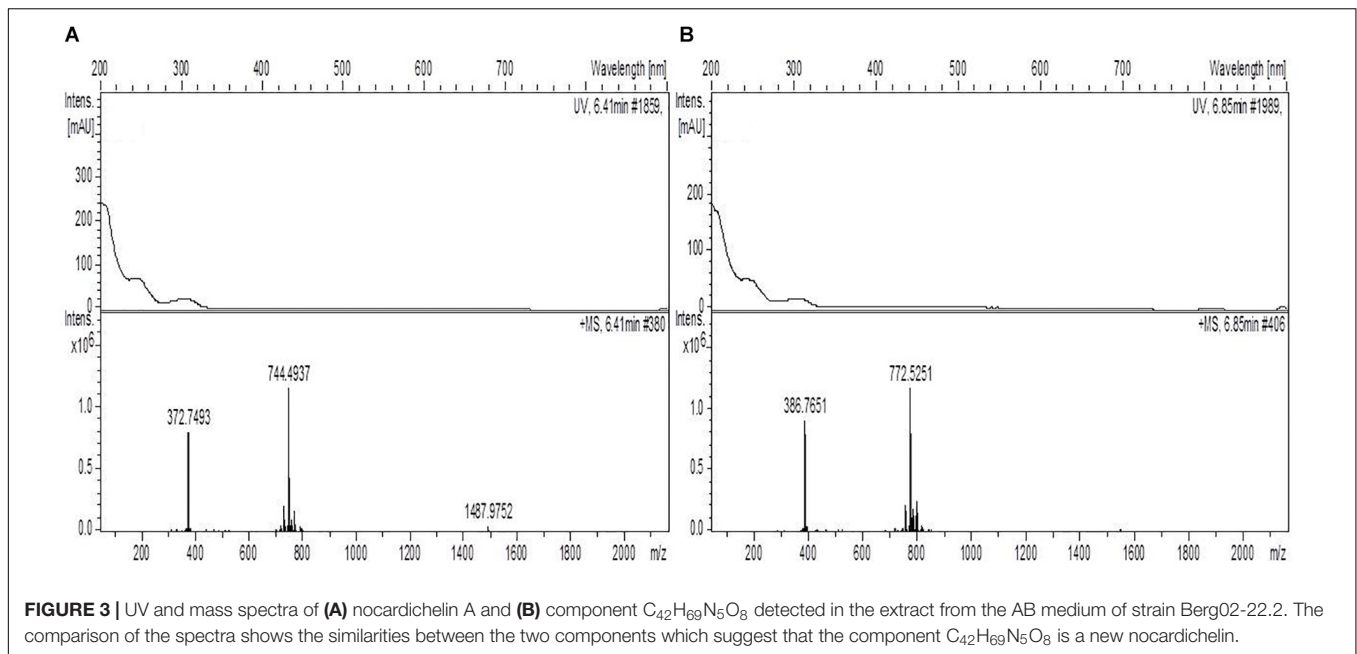 A
200 300 400 500 600 700 Wavelength [nm]
Intens.
[mAU]
UV, 6.41min #1859,
300
200
100
0
Intens.
x10⁶
+MS, 6.41min #380
744.4937
372.7493
1.0
0.5
1487.9752
0.0
200 400 600 800 1000 1200 1400 1600 1800 2000 m/z
B
200 300 400 500 600 700 Wavelength [nm]
Intens.
[mAU]
UV, 6.85min #1989,
200
100
0
Intens.
x10⁶
+MS, 6.85min #406
772.5251
386.7651
1.0
0.5
0.0
200 400 600 800 1000 1200 1400 1600 1800 2000 m/z
FIGURE 3 | UV and mass spectra of (A) nocardichelin A and (B) component C₄₂H₆₉N₅O₈ detected in the extract from the AB medium of strain Berg02-22.2. The
comparison of the spectra shows the similarities between the two components which suggest that the component C₄₂H₆₉N₅O₈ is a new nocardichelin.